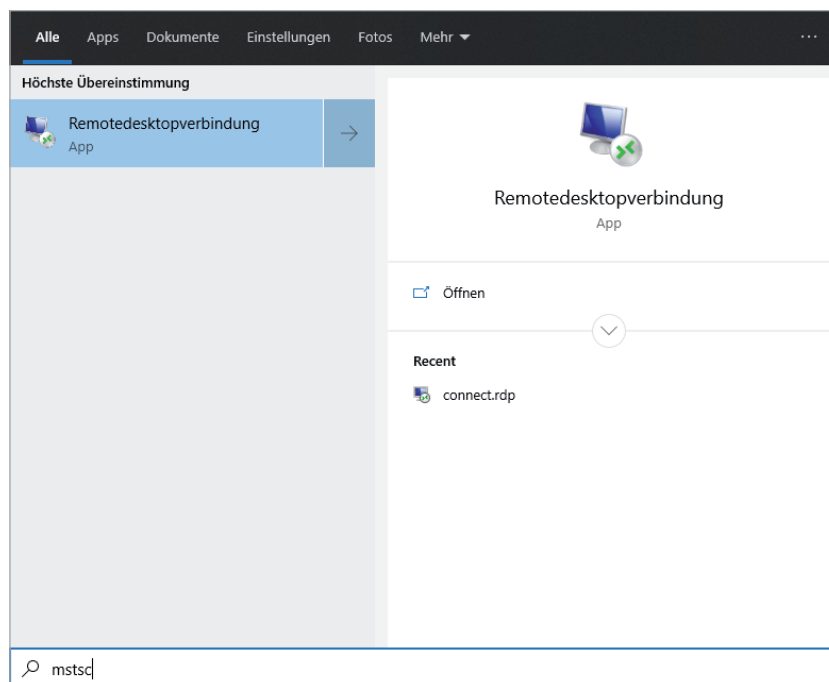 Alle Apps Dokumente Einstellungen Fotos Mehr ...
Höchste Übereinstimmung
Remotedesktopverbindung
App
Remotedesktopverbindung
App
Öffnen
Recent
connect.rdp
mstsc